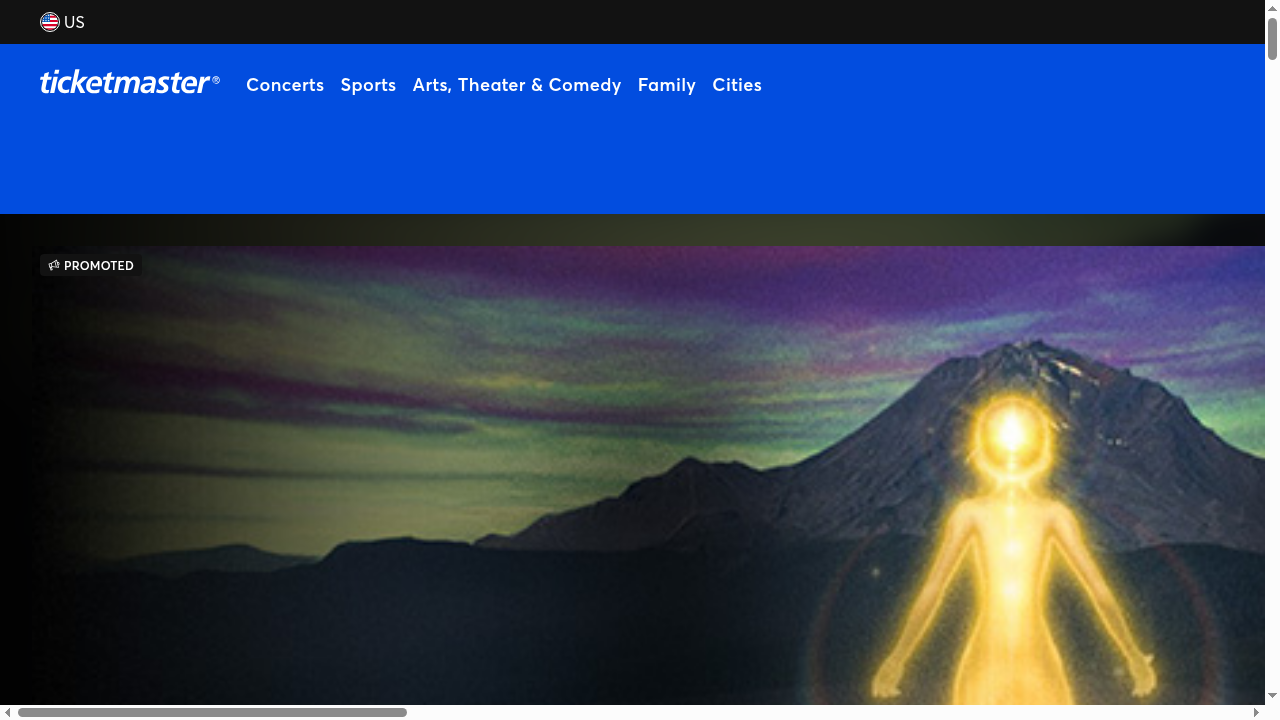 US
ticketmaster®
Concerts Sports Arts, Theater & Comedy Family Cities
PROMOTED